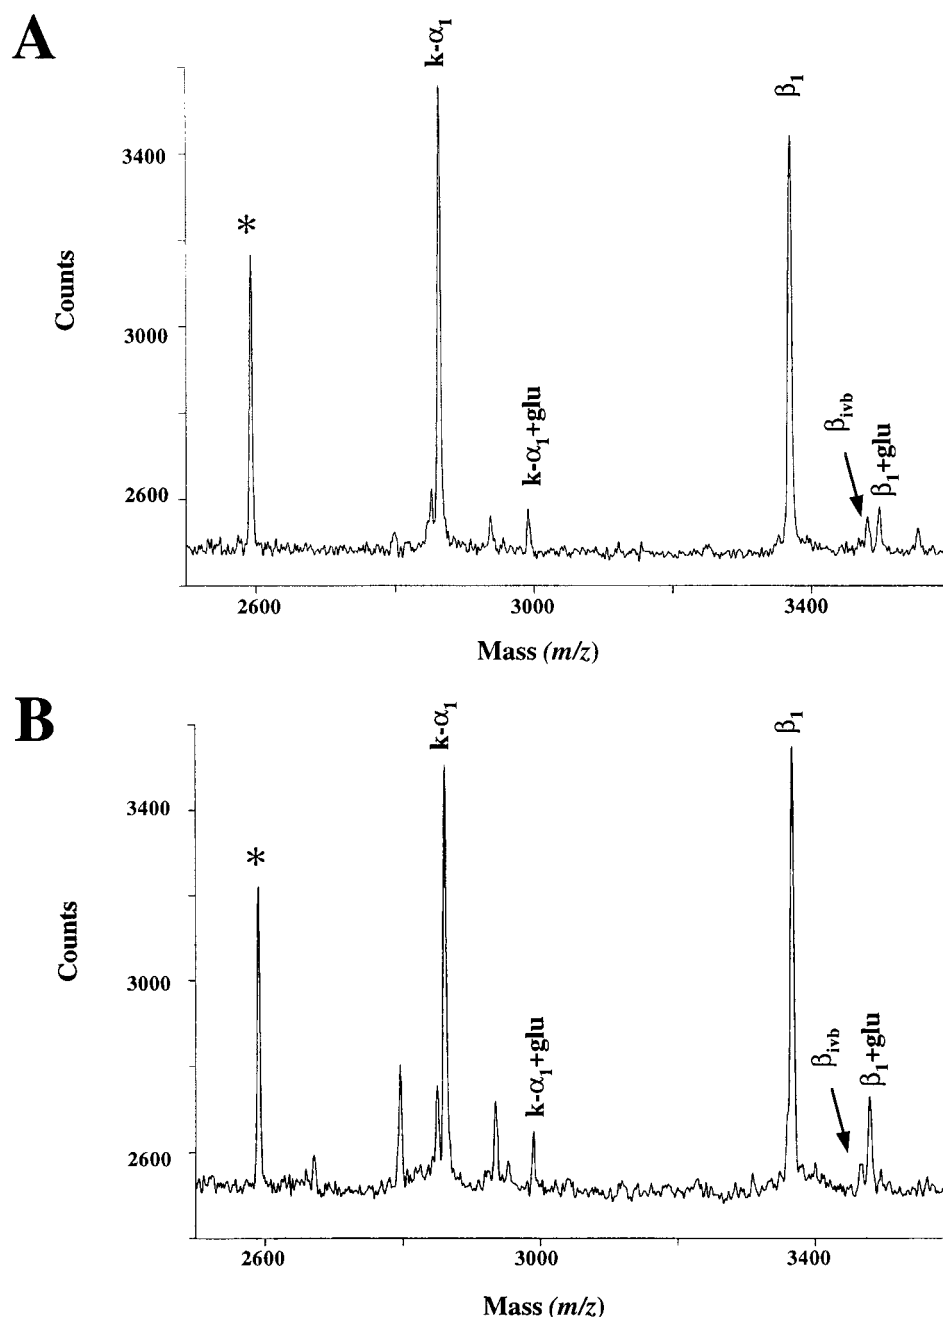 A
k-α1
β1
3400
*
Counts
3000
k-α1+glu
βivb
β1+glu
2600
2600 3000 3400
Mass (m/z)
B
k-α1
β1
3400
*
Counts
3000
k-α1+glu
βivb
β1+glu
2600
2600 3000 3400
Mass (m/z)